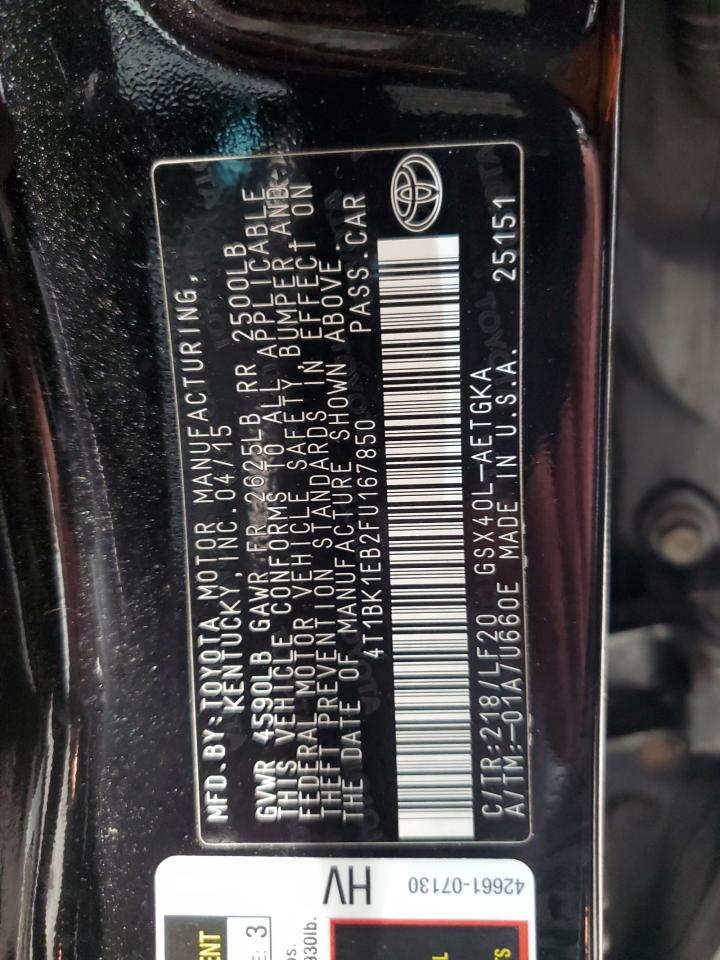 MFD. BY: TOYOTA MOTOR MANUFACTURING,
KENTUCKY, INC. 04/15
GVWR 4590LB GAWR FR 2625LB RR 2500LB
THIS VEHICLE CONFORMS TO ALL APPLICABLE
FEDERAL MOTOR VEHICLE SAFETY, BUMPER, AND
THEFT PREVENTION STANDARDS IN EFFECT ON
THE DATE OF MANUFACTURE SHOWN ABOVE.
4T1BK1EB2FU167850 PASS. CAR
C/TR:218/LF20 GSX40L-AETGKA
A/TM:-01A/U660E MADE IN U.S.A. 25151
HV
42661-07130
3
930lb.